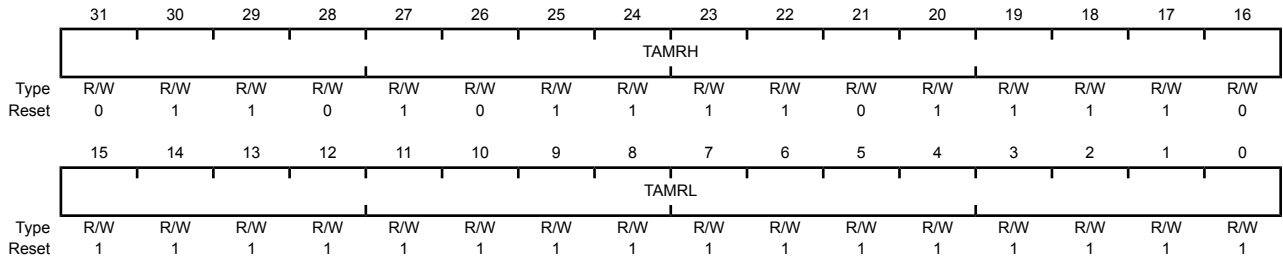 31 30 29 28 27 26 25 24 23 22 21 20 19 18 17 16
TAMRH
Type R/W R/W R/W R/W R/W R/W R/W R/W R/W R/W R/W R/W R/W R/W R/W R/W
Reset 0 1 1 0 1 0 1 1 1 1 0 1 1 1 1 0
15 14 13 12 11 10 9 8 7 6 5 4 3 2 1 0
TAMRL
Type R/W R/W R/W R/W R/W R/W R/W R/W R/W R/W R/W R/W R/W R/W R/W R/W
Reset 1 1 1 1 1 1 1 1 1 1 1 1 1 1 1 1